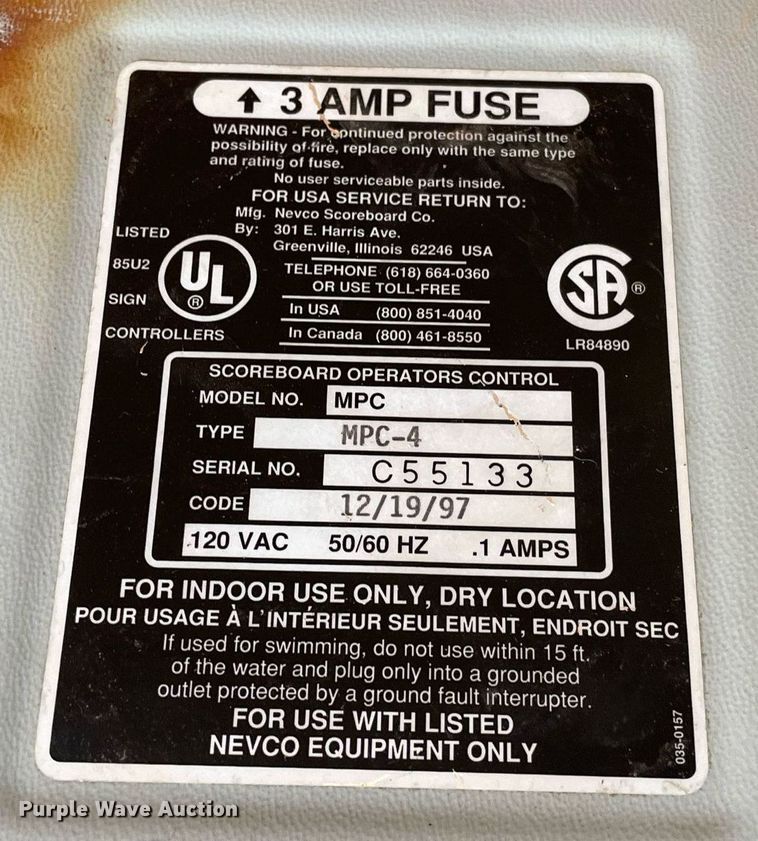 ↑ 3 AMP FUSE
WARNING - For continued protection against the
possibility of fire, replace only with the same type
and rating of fuse.
No user serviceable parts inside.
FOR USA SERVICE RETURN TO:
Mfg. Nevco Scoreboard Co.
By: 301 E. Harris Ave.
Greenville, Illinois 62246 USA
TELEPHONE (618) 664-0360
OR USE TOLL-FREE
In USA (800) 851-4040
In Canada (800) 461-8550
LISTED
85U2
SIGN
CONTROLLERS
UL ®
SA ®
LR84890
SCOREBOARD OPERATORS CONTROL
MODEL NO. MPC
TYPE MPC-4
SERIAL NO. C55133
CODE 12/19/97
120 VAC 50/60 HZ .1 AMPS
FOR INDOOR USE ONLY, DRY LOCATION
POUR USAGE À L'INTÉRIEUR SEULEMENT, ENDROIT SEC
If used for swimming, do not use within 15 ft.
of the water and plug only into a grounded
outlet protected by a ground fault interrupter.
FOR USE WITH LISTED
NEVCO EQUIPMENT ONLY
035-0157
Purple Wave Auction